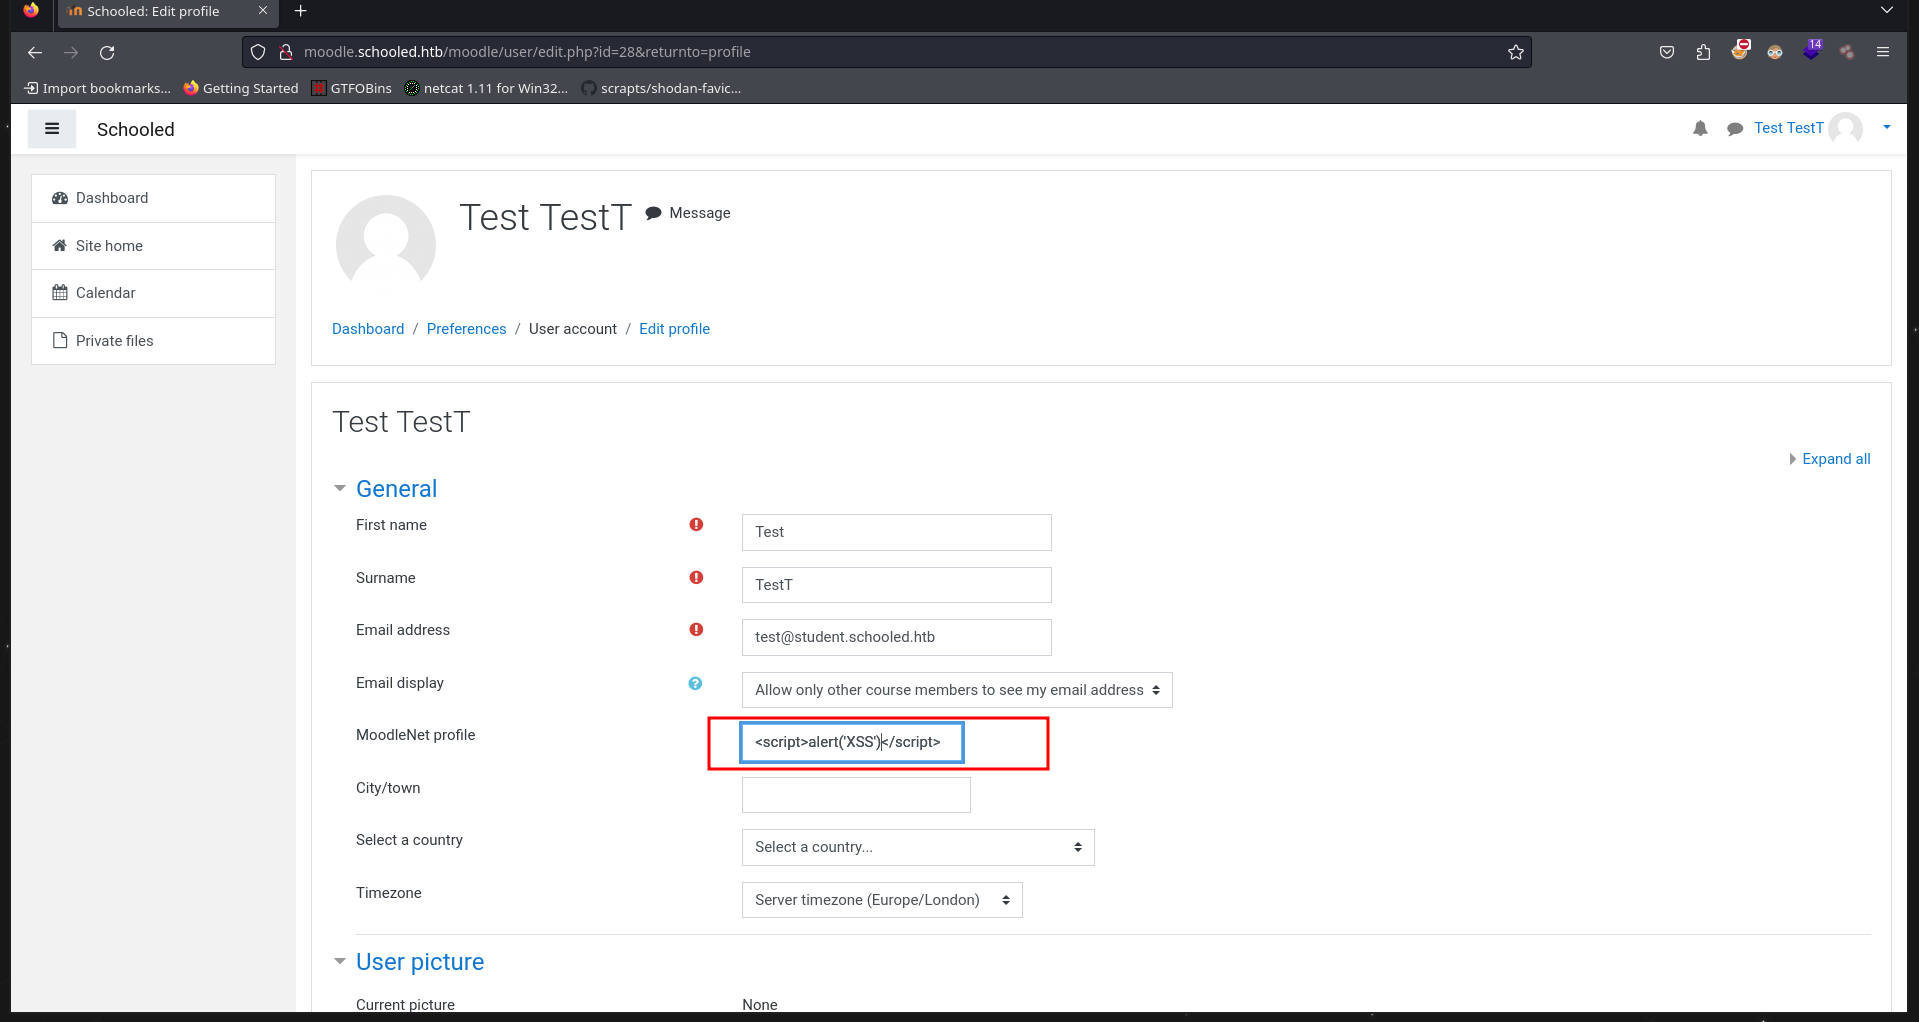 Schooled: Edit profile
moodle.schooled.htb/moodle/user/edit.php?id=28&returnto=profile
14
Import bookmarks... Getting Started GTFOBins netcat 1.11 for Win32... scrapts/shodan-favic...
Schooled
Test TestT
Dashboard
Site home
Calendar
Private files
Test TestT Message
Dashboard / Preferences / User account / Edit profile
Test TestT
Expand all
General
First name Test
Surname TestT
Email address test@student.schooled.htb
Email display Allow only other course members to see my email address
MoodleNet profile <script>alert('XSS')</script>
City/town
Select a country Select a country...
Timezone Server timezone (Europe/London)
User picture
Current picture None